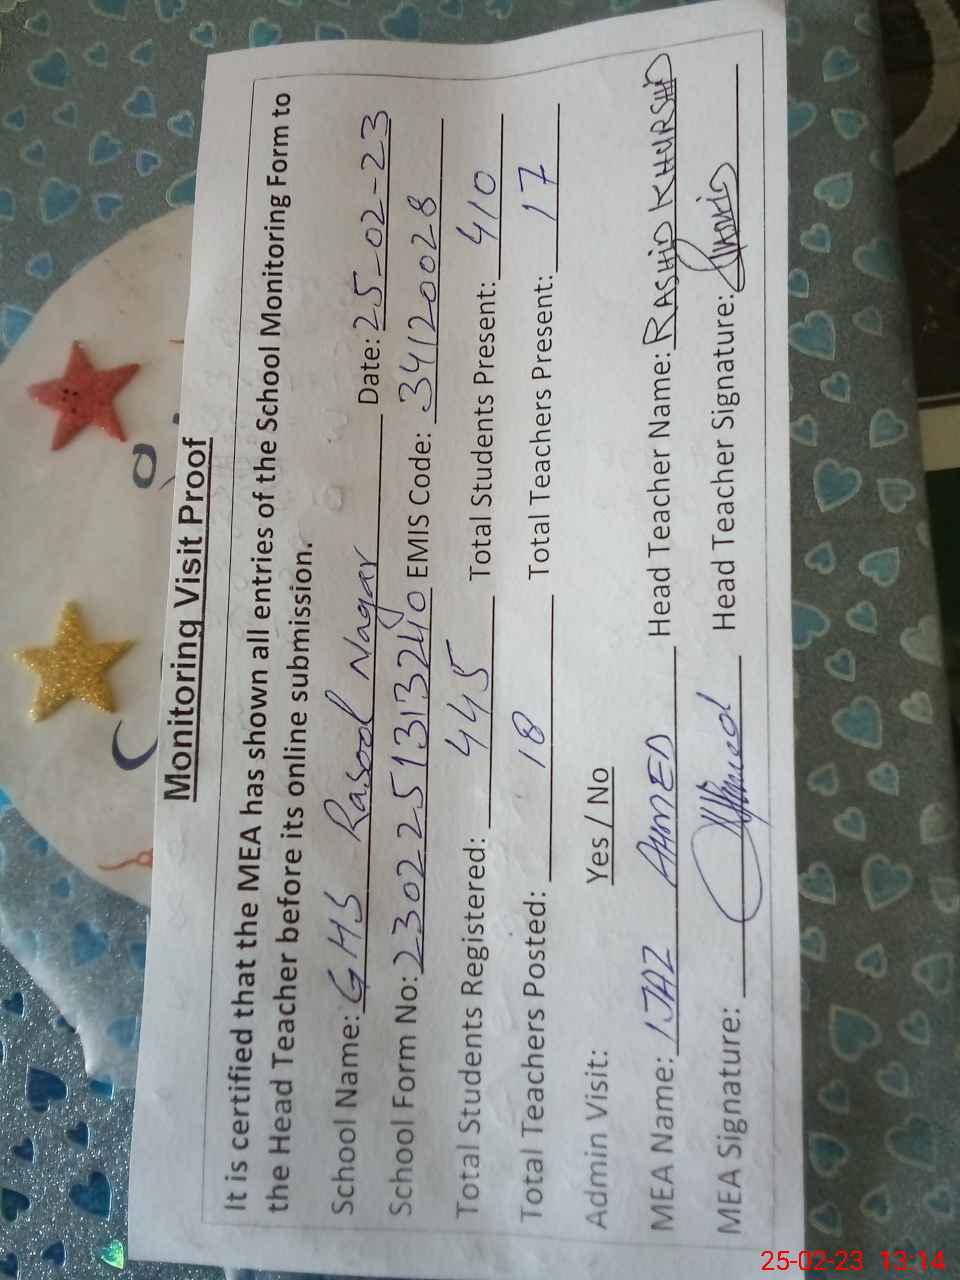 Monitoring Visit Proof
It is certified that the MEA has shown all entries of the School Monitoring Form to
the Head Teacher before its online submission.
School Name: GHS Rasool Nagar Date: 25-02-23
School Form No: 2302251313240 EMIS Code: 34120028
Total Students Registered: 445 Total Students Present: 410
Total Teachers Posted: 18 Total Teachers Present: 17
Admin Visit: Yes / No
MEA Name: IJAZ AHMED Head Teacher Name: RASHID KHURSHID
MEA Signature: Head Teacher Signature:
25-02-23 13:14